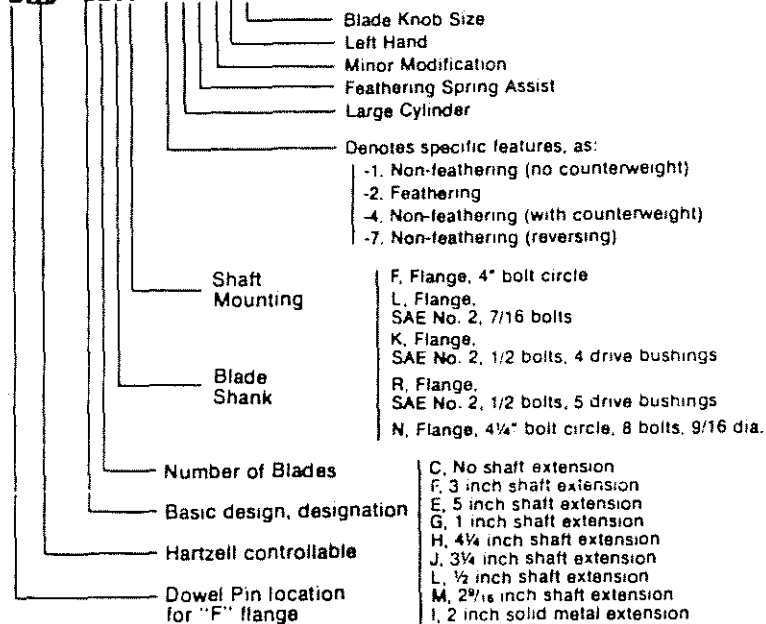 Blade Knob Size
Left Hand
Minor Modification
Feathering Spring Assist
Large Cylinder
Denotes specific features, as:
-1. Non-feathering (no counterweight)
-2. Feathering
-4. Non-feathering (with counterweight)
-7. Non-feathering (reversing)
Shaft
Mounting
F, Flange, 4" bolt circle
L, Flange,
SAE No. 2, 7/16 bolts
K, Flange,
SAE No. 2, 1/2 bolts, 4 drive bushings
R, Flange,
SAE No. 2, 1/2 bolts, 5 drive bushings
N, Flange, 4¼" bolt circle, 8 bolts, 9/16 dia.
Blade
Shank
Number of Blades
Basic design, designation
Hartzell controllable
Dowel Pin location
for "F" flange
C, No shaft extension
F, 3 inch shaft extension
E, 5 inch shaft extension
G, 1 inch shaft extension
H, 4¼ inch shaft extension
J, 3¼ inch shaft extension
L, ½ inch shaft extension
M, 2 9/16 inch shaft extension
I, 2 inch solid metal extension